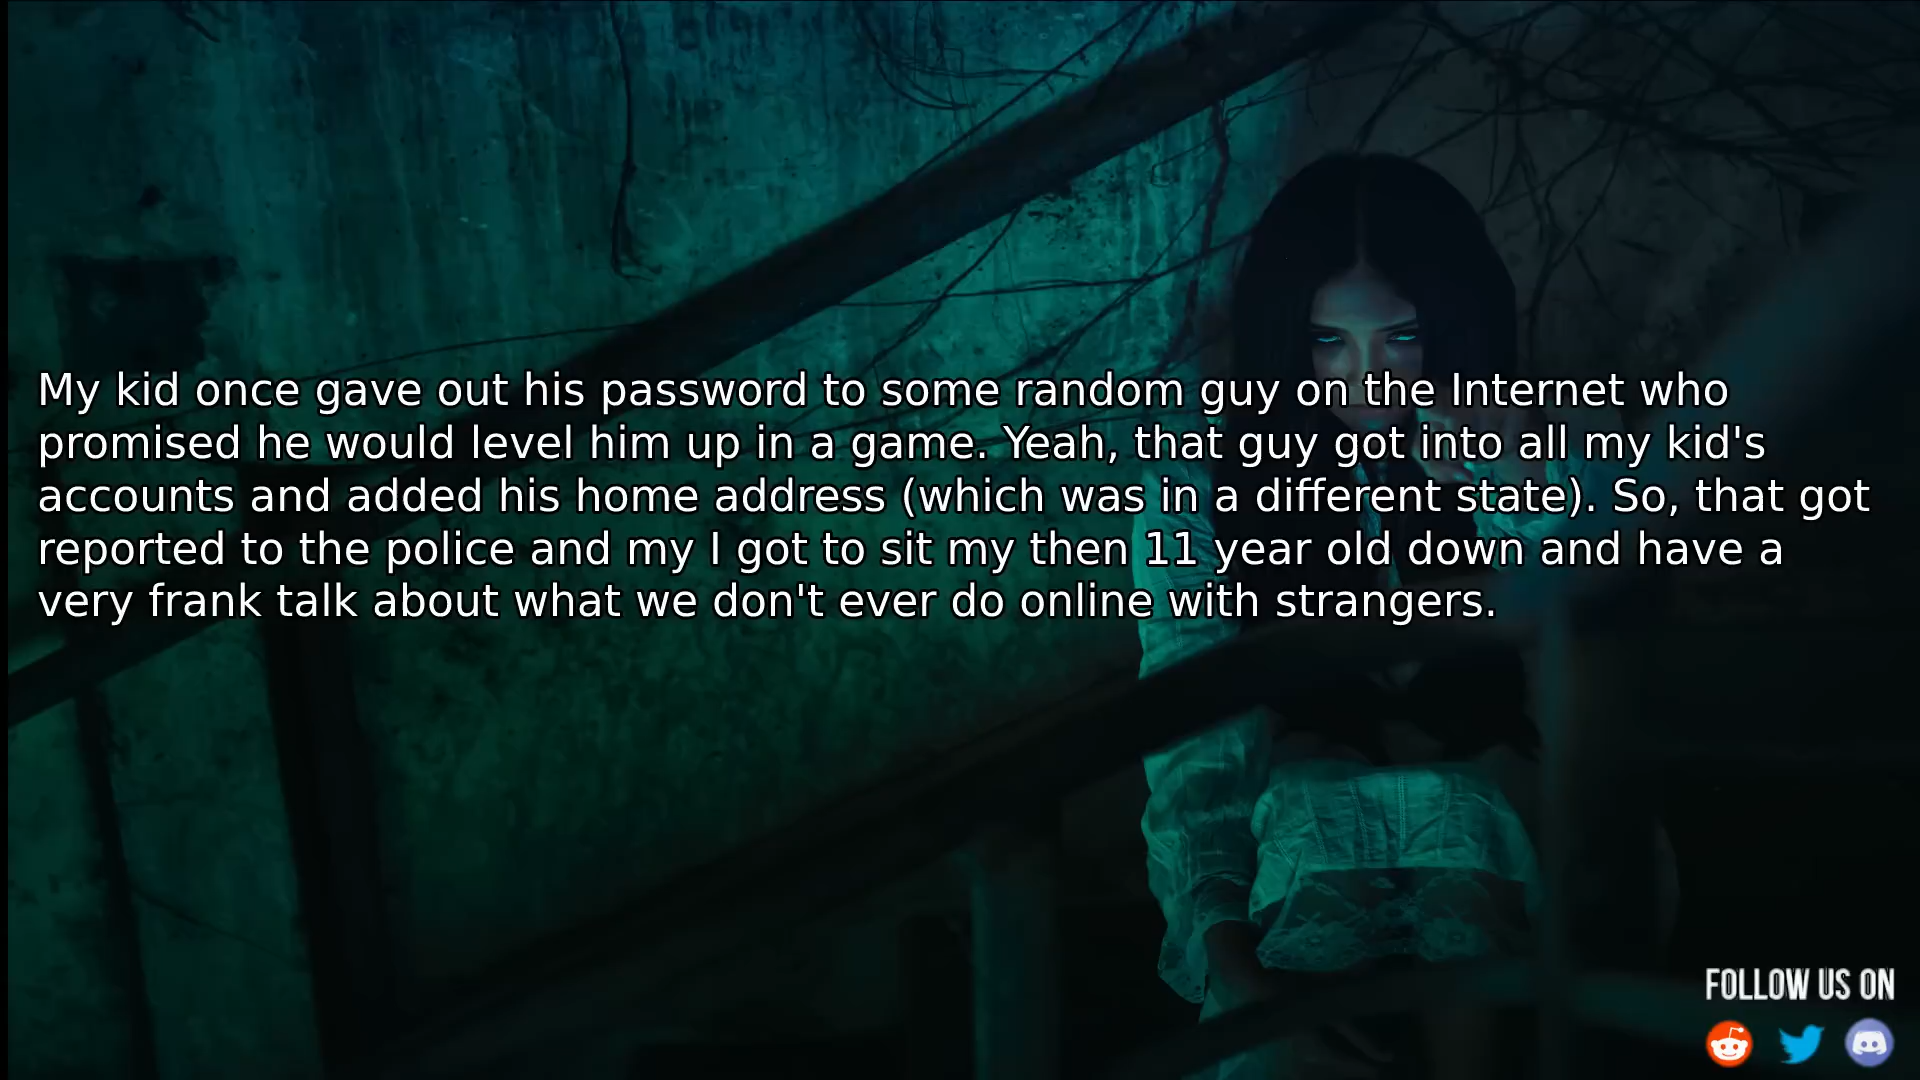 My kid once gave out his password to some random guy on the Internet who
promised he would level him up in a game. Yeah, that guy got into all my kid's
accounts and added his home address (which was in a different state). So, that got
reported to the police and my I got to sit my then 11 year old down and have a
very frank talk about what we don't ever do online with strangers.
FOLLOW US ON